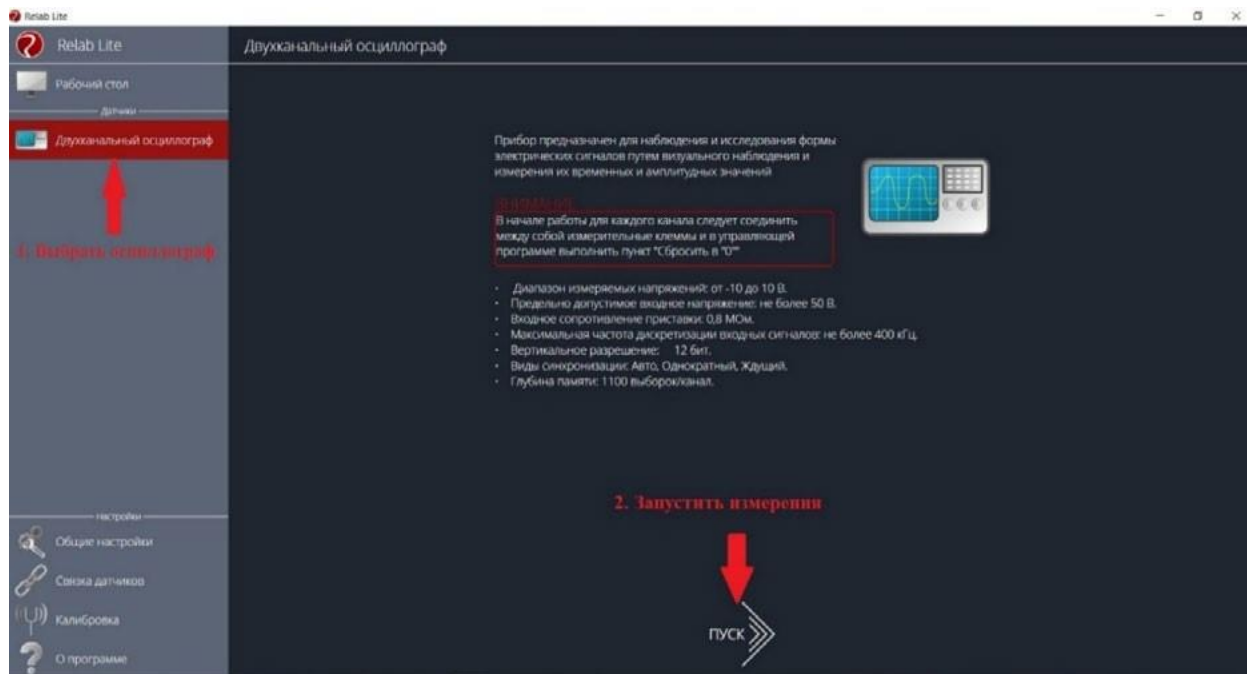 Relab Lite
Relab Lite
Двухканальный осциллограф
Рабочий стол
Датчики
Двухканальный осциллограф
1. Выбрать осциллограф
Прибор предназначен для наблюдения и исследования формы
электрических сигналов путем визуального наблюдения и
измерения их временных и амплитудных значений
ВНИМАНИЕ
В начале работы для каждого канала следует соединить
между собой измерительные клеммы и в управляющей
программе выполнить пункт "Сбросить в "0""
· Диапазон измеряемых напряжений: от -10 до 10 В.
· Предельно допустимое входное напряжение: не более 50 В.
· Входное сопротивление приставки: 0,8 МОм.
· Максимальная частота дискретизации входных сигналов: не более 400 кГц.
· Вертикальное разрешение: 12 бит.
· Виды синхронизации: Авто, Однократный, Ждущий.
· Глубина памяти: 1100 выборок/канал.
2. Запустить измерения
ПУСК
Настройки
Общие настройки
Связка датчиков
Калибровка
О программе